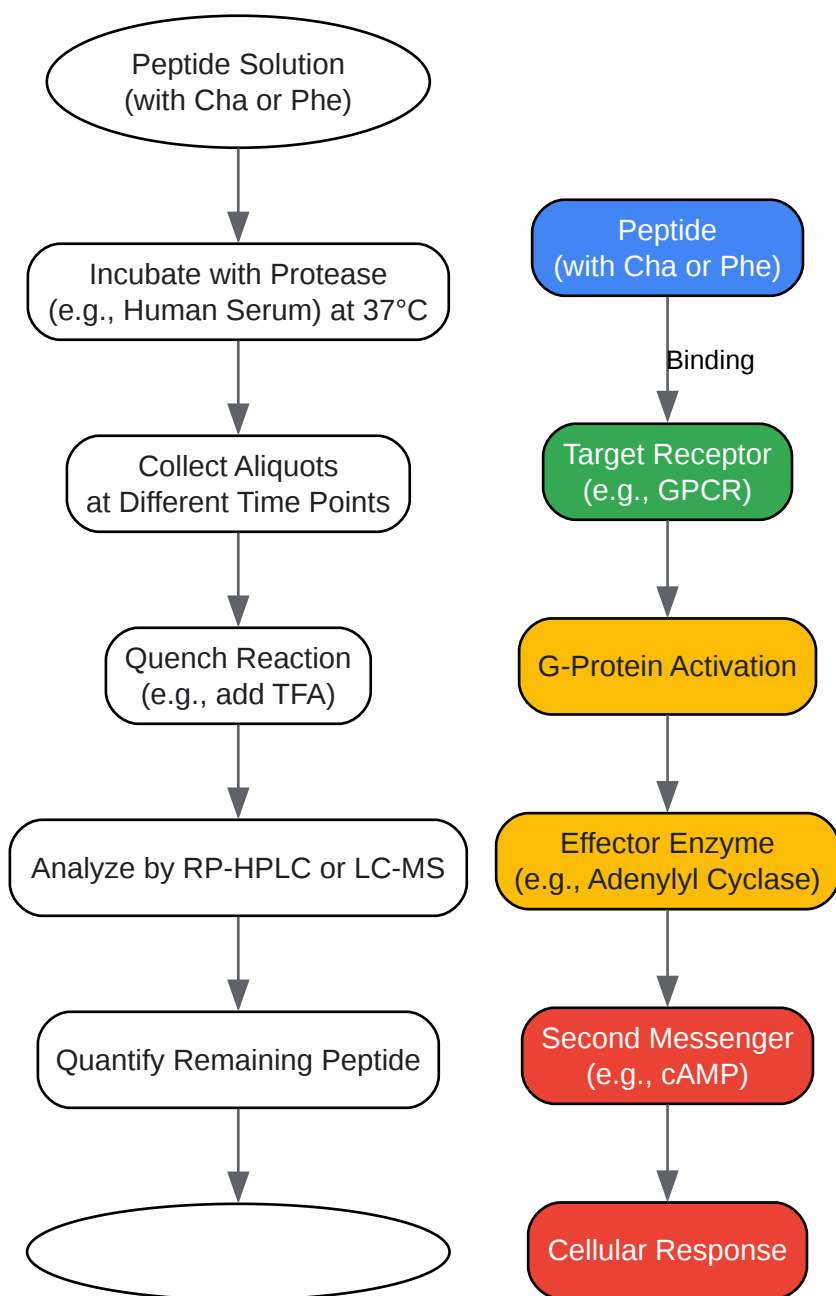 Peptide Solution
(with Cha or Phe)
Incubate with Protease
(e.g., Human Serum) at 37°C
Collect Aliquots
at Different Time Points
Quench Reaction
(e.g., add TFA)
Analyze by RP-HPLC or LC-MS
Quantify Remaining Peptide
Peptide
(with Cha or Phe)
Binding
Target Receptor
(e.g., GPCR)
G-Protein Activation
Effector Enzyme
(e.g., Adenylyl Cyclase)
Second Messenger
(e.g., cAMP)
Cellular Response